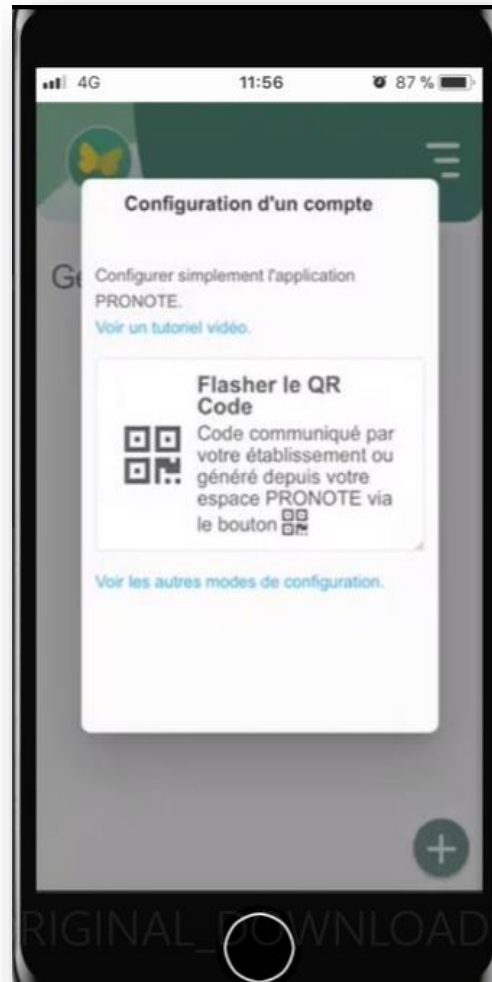 4G 11:56 87 %
Configuration d'un compte
Ge
Configurer simplement l'application
PRONOTE.
Voir un tutoriel vidéo.
Flasher le QR
Code
Code communiqué par
votre établissement ou
généré depuis votre
espace PRONOTE via
le bouton
Voir les autres modes de configuration.
RIGINAL_DOWNLOAD